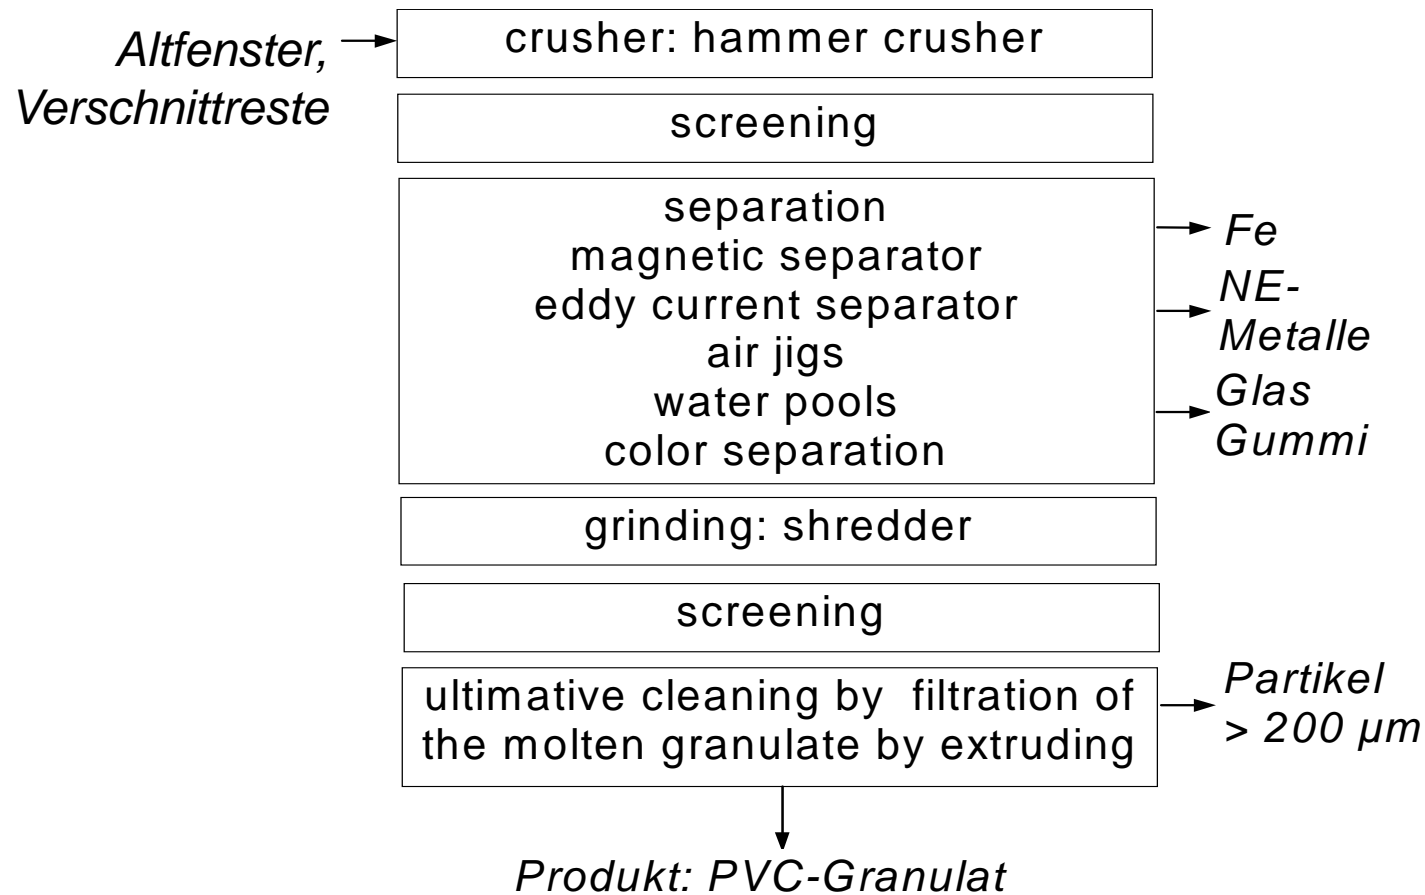 Altfenster,
Verschnittreste
crusher: hammer crusher
screening
separation
magnetic separator
eddy current separator
air jigs
water pools
color separation
Fe
NE-
Metalle
Glas
Gummi
grinding: shredder
screening
ultimative cleaning by filtration of
the molten granulate by extruding
Partikel
> 200 µm
Produkt: PVC-Granulat